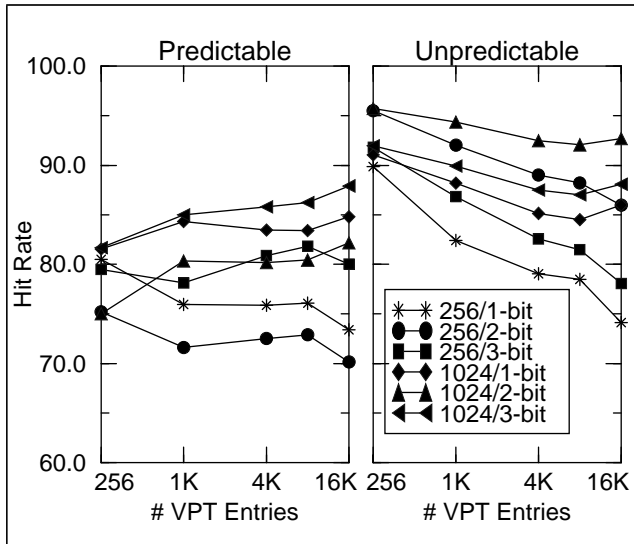 Predictable Unpredictable
100.0
90.0
80.0
70.0
60.0
Hit Rate
256/1-bit
256/2-bit
256/3-bit
1024/1-bit
1024/2-bit
1024/3-bit
256 1K 4K 16K 256 1K 4K 16K
# VPT Entries # VPT Entries